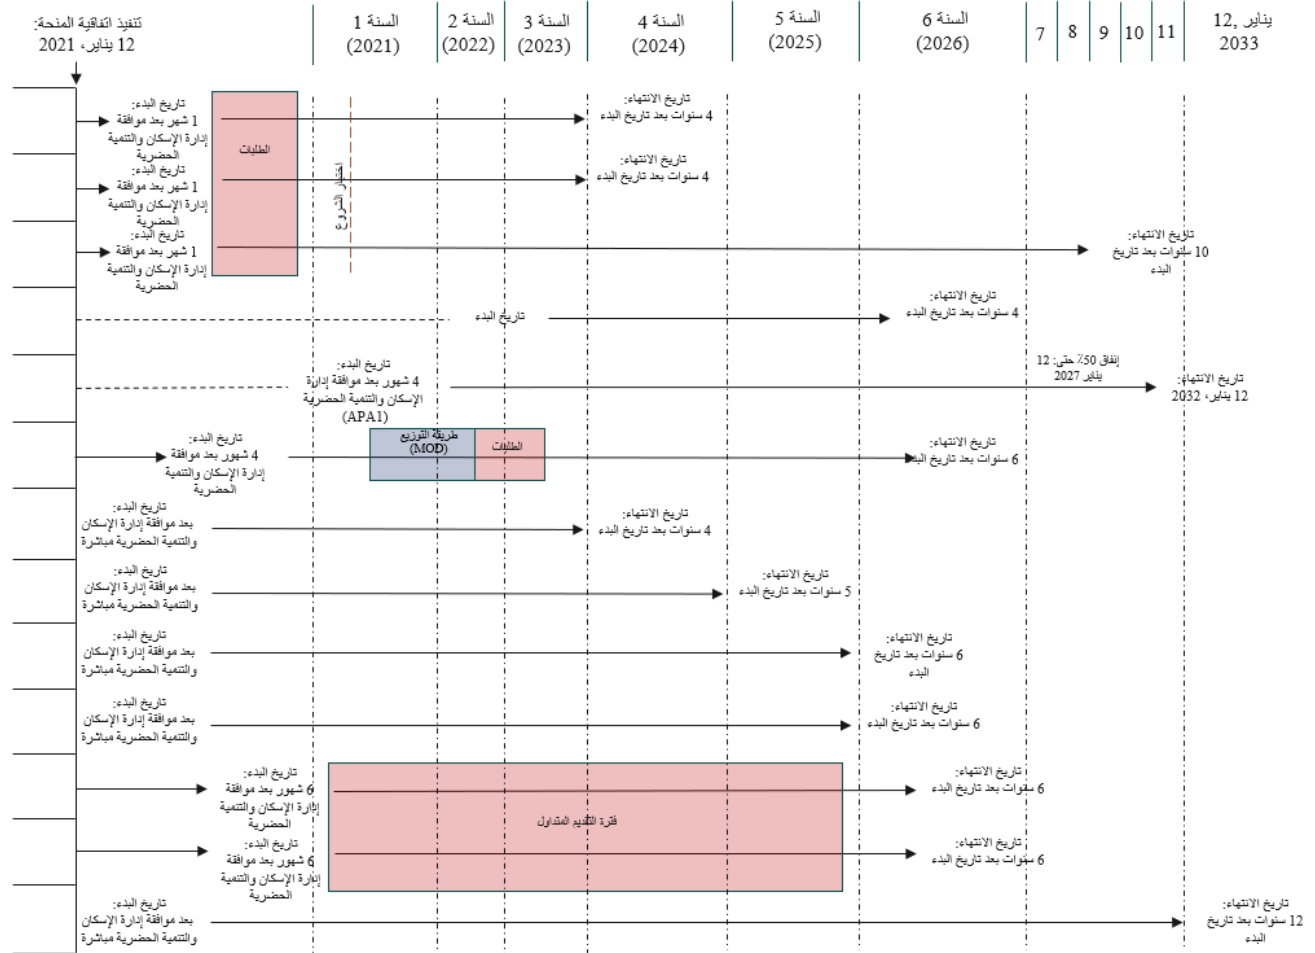 تنفيذ اتفاقية المنحة:
12 يناير، 2021
السنة 1
(2021)
السنة 2
(2022)
السنة 3
(2023)
السنة 4
(2024)
السنة 5
(2025)
السنة 6
(2026)
7
8
9
10
11
يناير 12,
2033
تاريخ البدء:
1 شهر بعد موافقة
إدارة الإسكان والتنمية
الحضرية
الطلبات
اختيار الشروع
تاريخ الانتهاء:
4 سنوات بعد تاريخ البدء
تاريخ البدء:
1 شهر بعد موافقة
إدارة الإسكان والتنمية
الحضرية
تاريخ الانتهاء:
4 سنوات بعد تاريخ البدء
تاريخ البدء:
1 شهر بعد موافقة
إدارة الإسكان والتنمية
الحضرية
تاريخ الانتهاء:
10 سنوات بعد تاريخ
البدء
تاريخ البدء
تاريخ الانتهاء:
4 سنوات بعد تاريخ البدء
تاريخ البدء:
4 شهور بعد موافقة إدارة
الإسكان والتنمية الحضرية
(APA1)
إنفاق 50٪ حتى: 12
يناير 2027
تاريخ الانتهاء:
12 يناير، 2032
تاريخ البدء:
4 شهور بعد موافقة
إدارة الإسكان والتنمية
الحضرية
طريقة التوزيع
(MOD)
الطلبات
تاريخ الانتهاء:
6 سنوات بعد تاريخ البدء
تاريخ البدء:
بعد موافقة إدارة الإسكان
والتنمية الحضرية مباشرة
تاريخ الانتهاء:
4 سنوات بعد تاريخ البدء
تاريخ البدء:
بعد موافقة إدارة الإسكان
والتنمية الحضرية مباشرة
تاريخ الانتهاء:
5 سنوات بعد تاريخ البدء
تاريخ البدء:
بعد موافقة إدارة الإسكان
والتنمية الحضرية مباشرة
تاريخ الانتهاء:
6 سنوات بعد تاريخ
البدء
تاريخ البدء:
بعد موافقة إدارة الإسكان
والتنمية الحضرية مباشرة
تاريخ الانتهاء:
6 سنوات بعد تاريخ البدء
تاريخ البدء:
6 شهور بعد موافقة
إدارة الإسكان والتنمية
الحضرية
فترة التقديم المتداول
تاريخ الانتهاء:
6 سنوات بعد تاريخ البدء
تاريخ البدء:
6 شهور بعد موافقة
إدارة الإسكان والتنمية
الحضرية
تاريخ الانتهاء:
6 سنوات بعد تاريخ البدء
تاريخ البدء:
بعد موافقة إدارة الإسكان
والتنمية الحضرية مباشرة
تاريخ الانتهاء:
12 سنوات بعد تاريخ
البدء